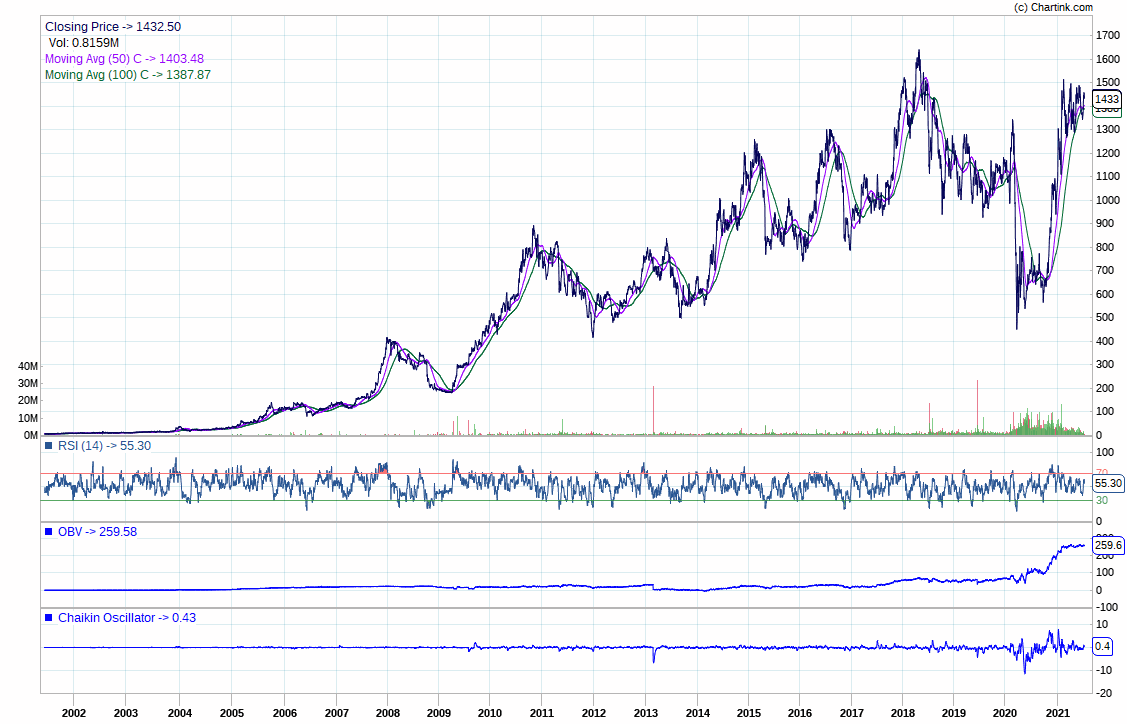 (c) Chartink.com
Closing Price -> 1432.50
Vol: 0.8159M
Moving Avg (50) C -> 1403.48
Moving Avg (100) C -> 1387.87
1700
1600
1500
1433
1300
1200
1100
1000
900
800
700
600
500
400
300
200
100
0
40M
30M
20M
10M
0M
RSI (14) -> 55.30
100
70
55.30
30
0
OBV -> 259.58
259.6
200
100
0
-100
Chaikin Oscillator -> 0.43
10
0.4
-10
-20
2002 2003 2004 2005 2006 2007 2008 2009 2010 2011 2012 2013 2014 2015 2016 2017 2018 2019 2020 2021